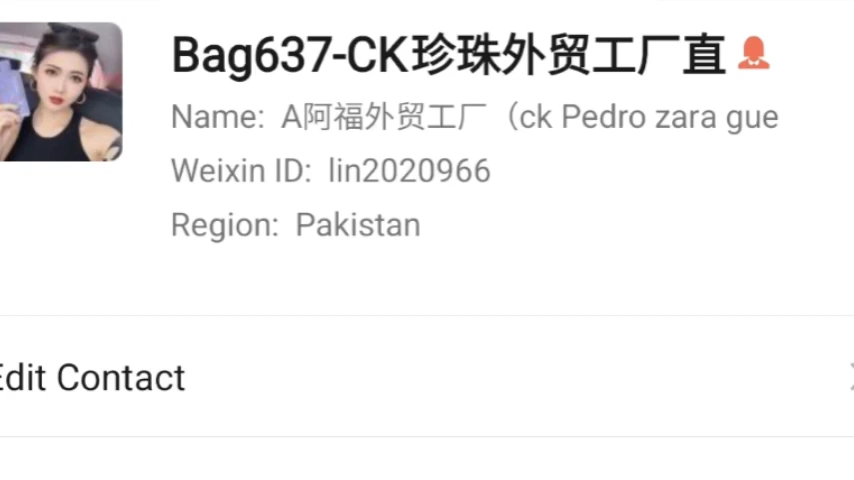 Bag637-CK珍珠外贸工厂直
Name: A阿福外贸工厂（ck Pedro zara gue
Weixin ID: lin2020966
Region: Pakistan
Edit Contact